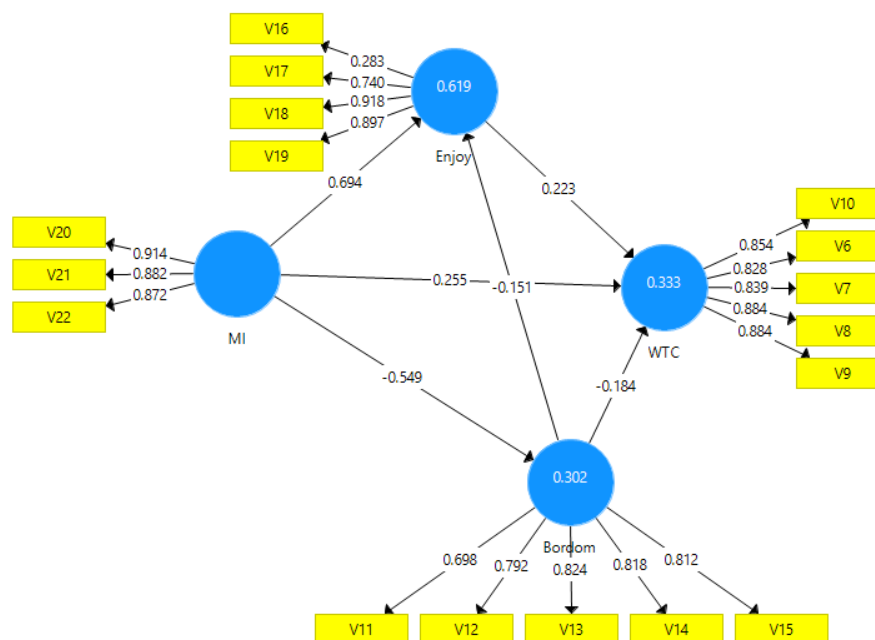 V16
0.283
V17
0.740
0.619
V18
0.918
0.897
V19
Enjoy
0.694
0.223
V10
V20
0.914
0.854
V6
0.828
V21
0.882
0.255
-0.151
0.333
0.839
V7
0.872
V22
0.884
V8
0.884
MI
WTC
V9
-0.549
-0.184
0.302
Bordom
0.698
0.792
0.824
0.818
0.812
V11
V12
V13
V14
V15